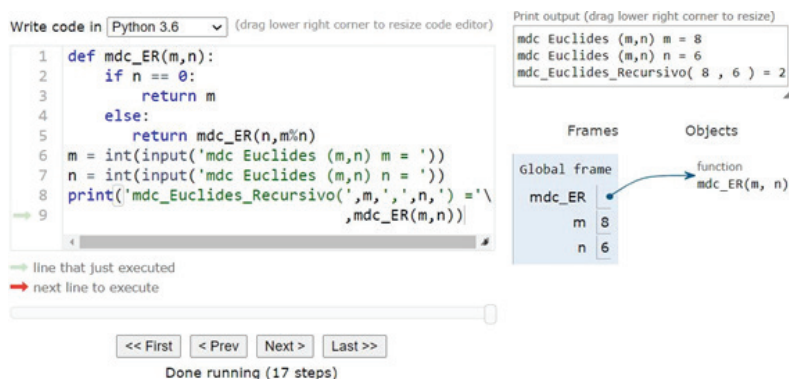 Write code in Python 3.6 (drag lower right corner to resize code editor)
1 def mdc_ER(m,n):
2 if n == 0:
3 return m
4 else:
5 return mdc_ER(n,m%n)
6 m = int(input('mdc Euclides (m,n) m = '))
7 n = int(input('mdc Euclides (m,n) n = '))
8 print('mdc_Euclides_Recursivo(',m,',',n,') ='\
9 ,mdc_ER(m,n))
line that just executed
next line to execute
<< First < Prev Next > Last >>
Done running (17 steps)
Print output (drag lower right corner to resize)
mdc Euclides (m,n) m = 8
mdc Euclides (m,n) n = 6
mdc_Euclides_Recursivo( 8 , 6 ) = 2
Frames Objects
Global frame
mdc_ER
m 8
n 6
function
mdc_ER(m, n)